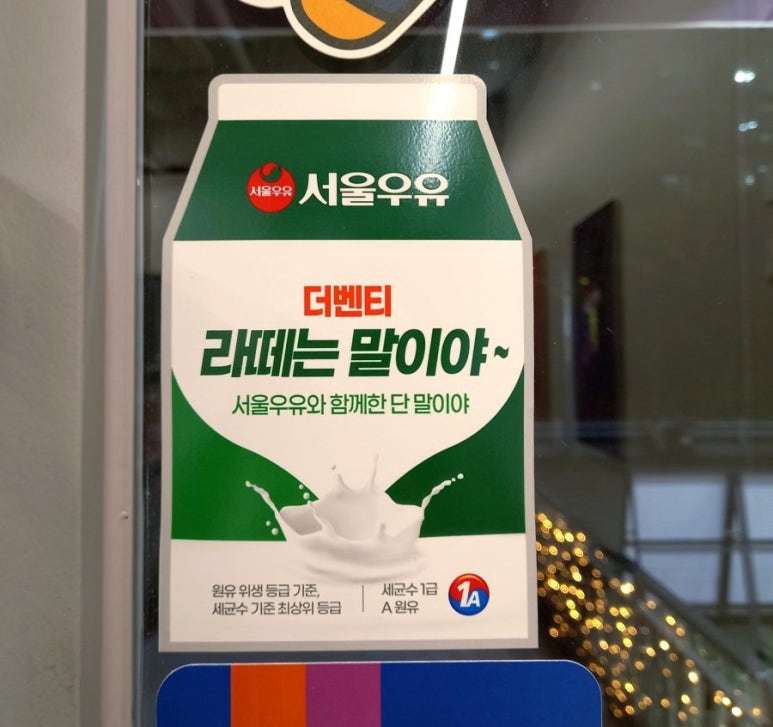 서울우유 서울우유
더벤티
라떼는 말이야~
서울우유와 함께한 단 말이야
원유 위생 등급 기준,
세균수 기준 최상위 등급
세균수 1급
A 원유
1A